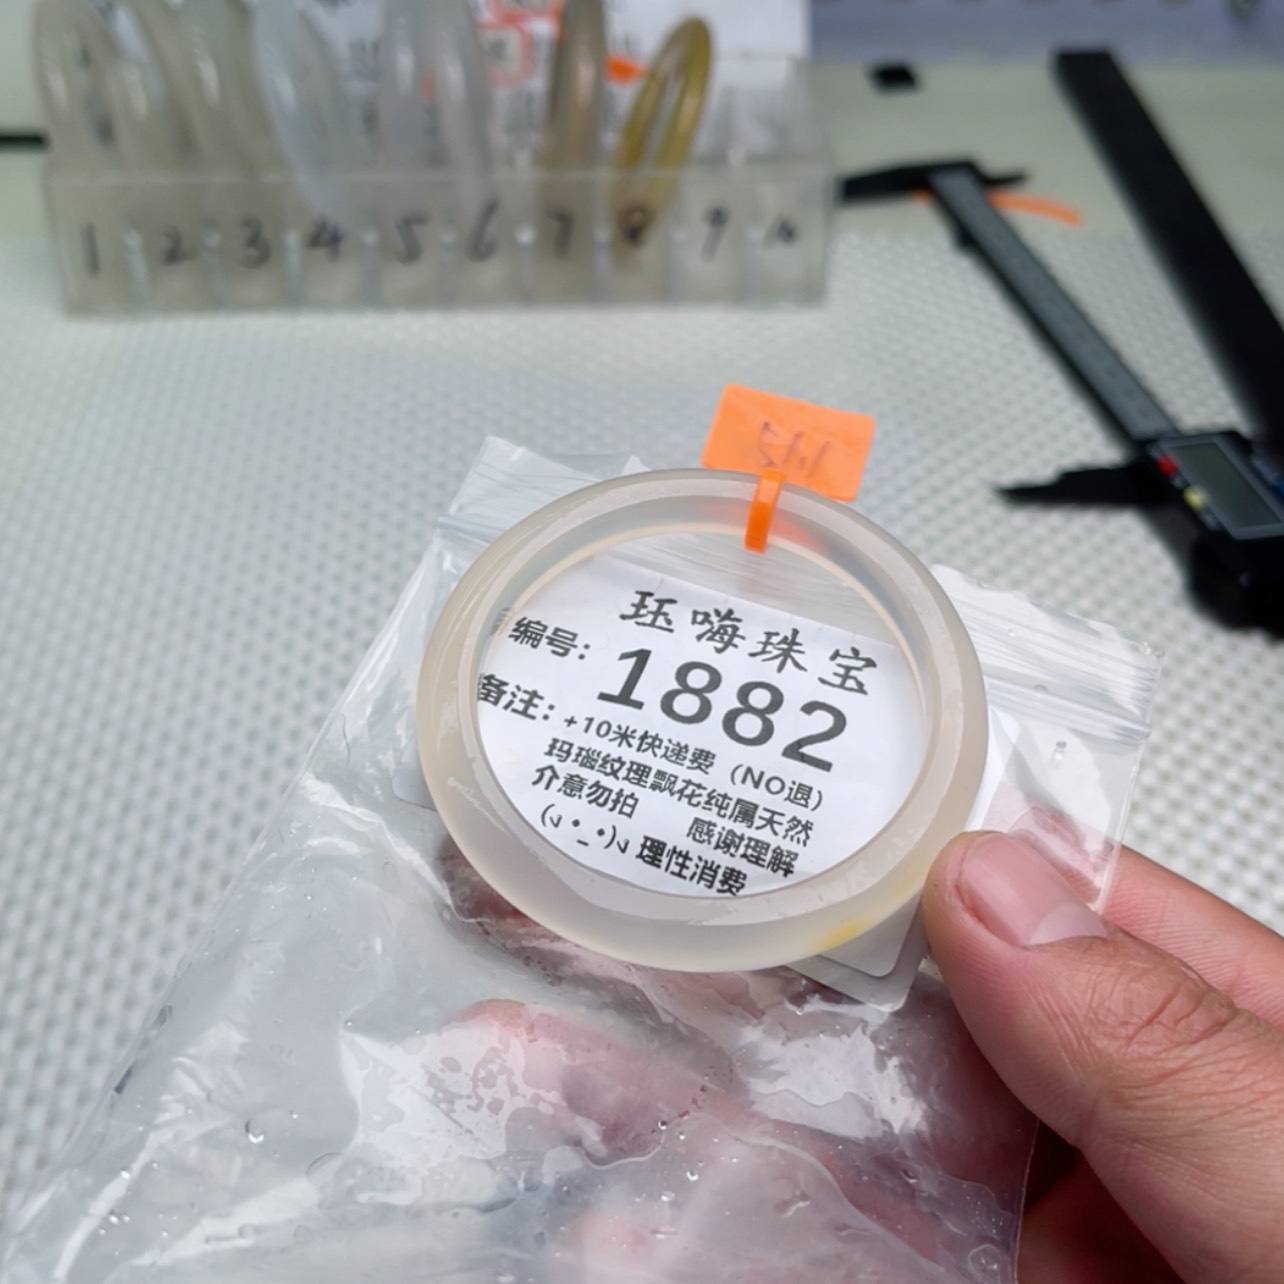 1 2 3 4 5 6 7 8 9 10
珏嗨珠宝
编号：1882
备注：+10米快递费（NO退）
玛瑙纹理飘花纯属天然
介意勿拍 感谢理解
理性消费